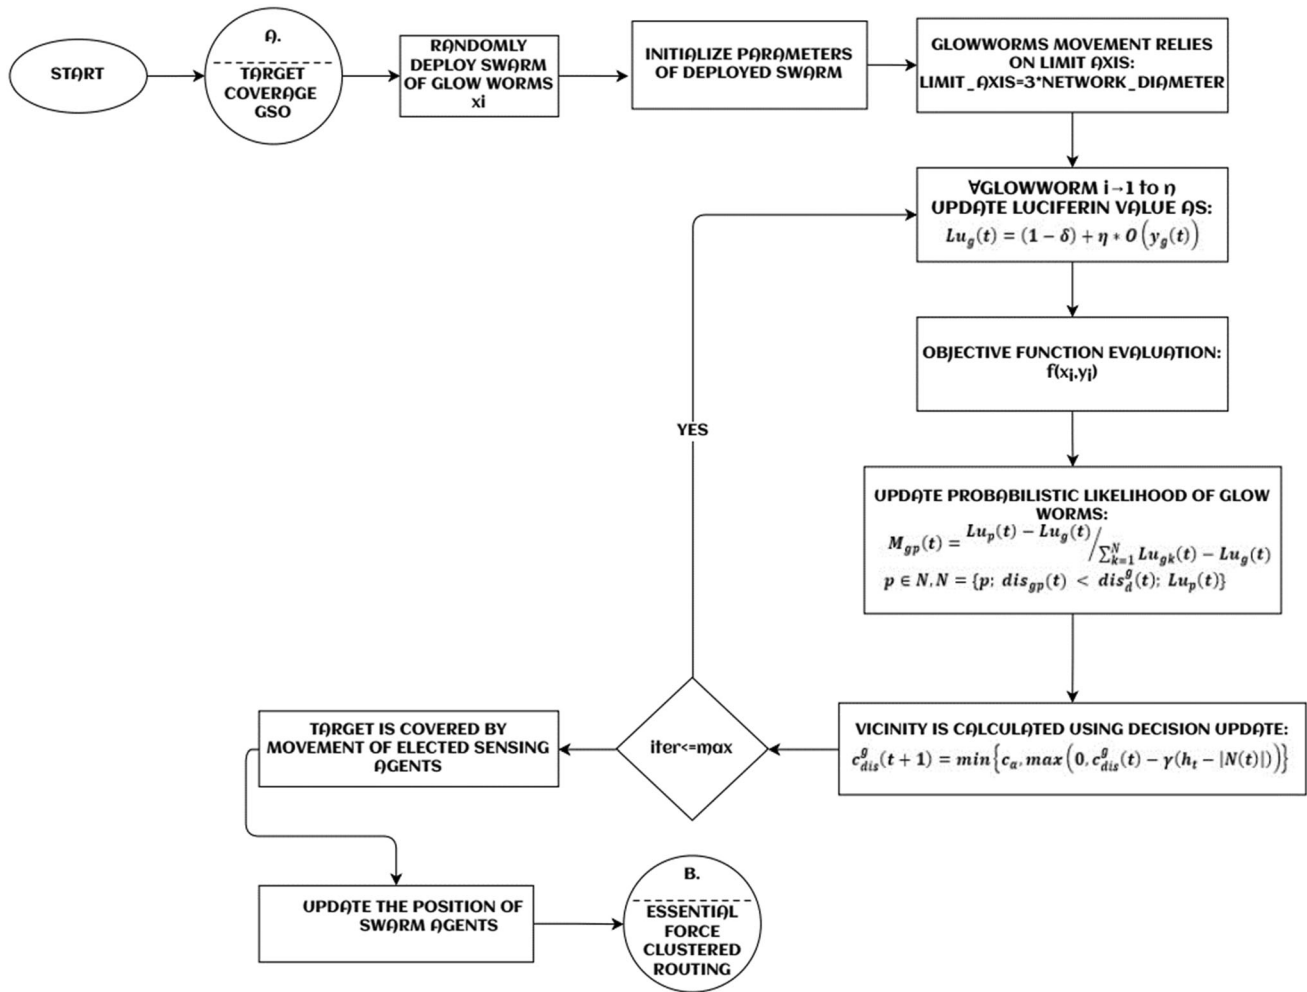 START
A.
TARGET
COVERAGE
GSO
RANDOMLY
DEPLOY SWARM
OF GLOW WORMS
xi
INITIALIZE PARAMETERS
OF DEPLOYED SWARM
GLOWWORMS MOVEMENT RELIES
ON LIMIT AXIS:
LIMIT_AXIS=3*NETWORK_DIAMETER
∀GLOWWORM i→1 to η
UPDATE LUCIFERIN VALUE AS:
Lu_g(t) = (1 − δ) + η ∗ O(y_g(t))
OBJECTIVE FUNCTION EVALUATION:
f(x_i,y_i)
YES
UPDATE PROBABILISTIC LIKELIHOOD OF GLOW
WORMS:
M_gp(t) = Lu_p(t) − Lu_g(t) / ∑_{k=1}^{N} Lu_gk(t) − Lu_g(t)
p ∈ N, N = {p; dis_gp(t) < dis_d^g(t); Lu_p(t)}
VICINITY IS CALCULATED USING DECISION UPDATE:
c_dis^g(t + 1) = min{c_a, max(0, c_dis^g(t) − γ(h_t − |N(t)|))}
iter<=max
TARGET IS COVERED BY
MOVEMENT OF ELECTED SENSING
AGENTS
UPDATE THE POSITION OF
SWARM AGENTS
B.
ESSENTIAL
FORCE
CLUSTERED
ROUTING